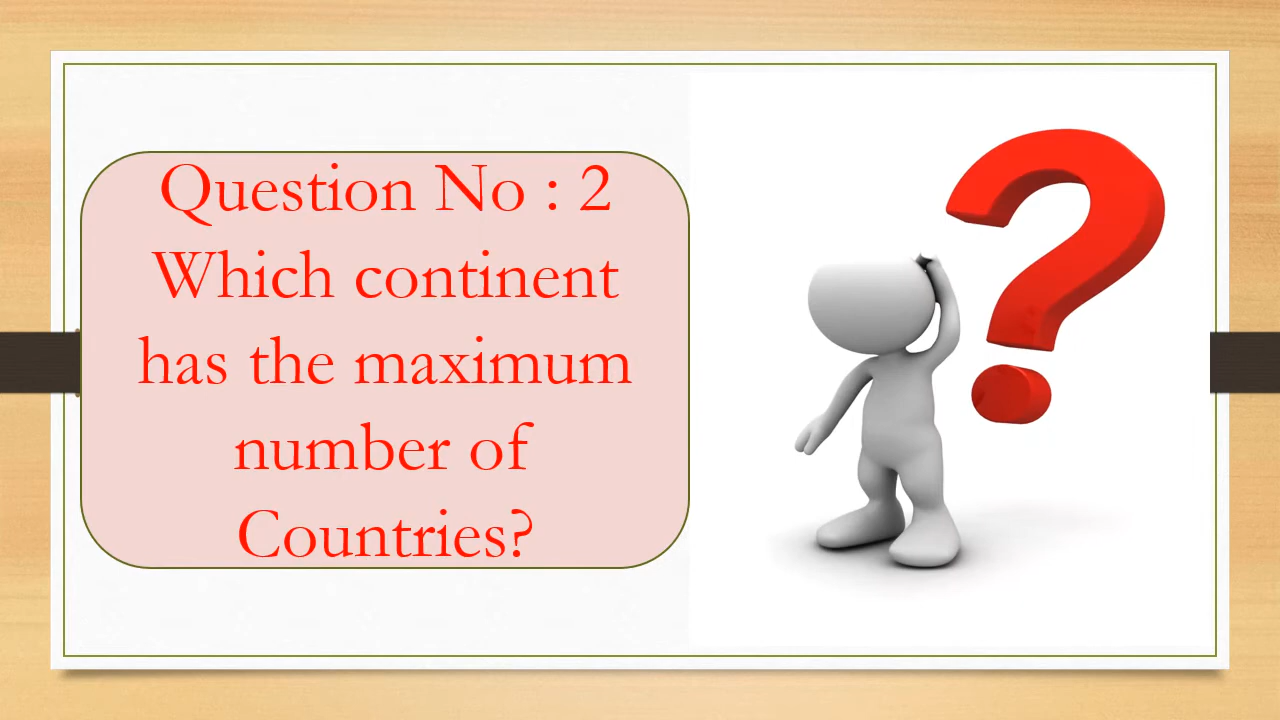 Question No : 2
Which continent
has the maximum
number of
Countries?